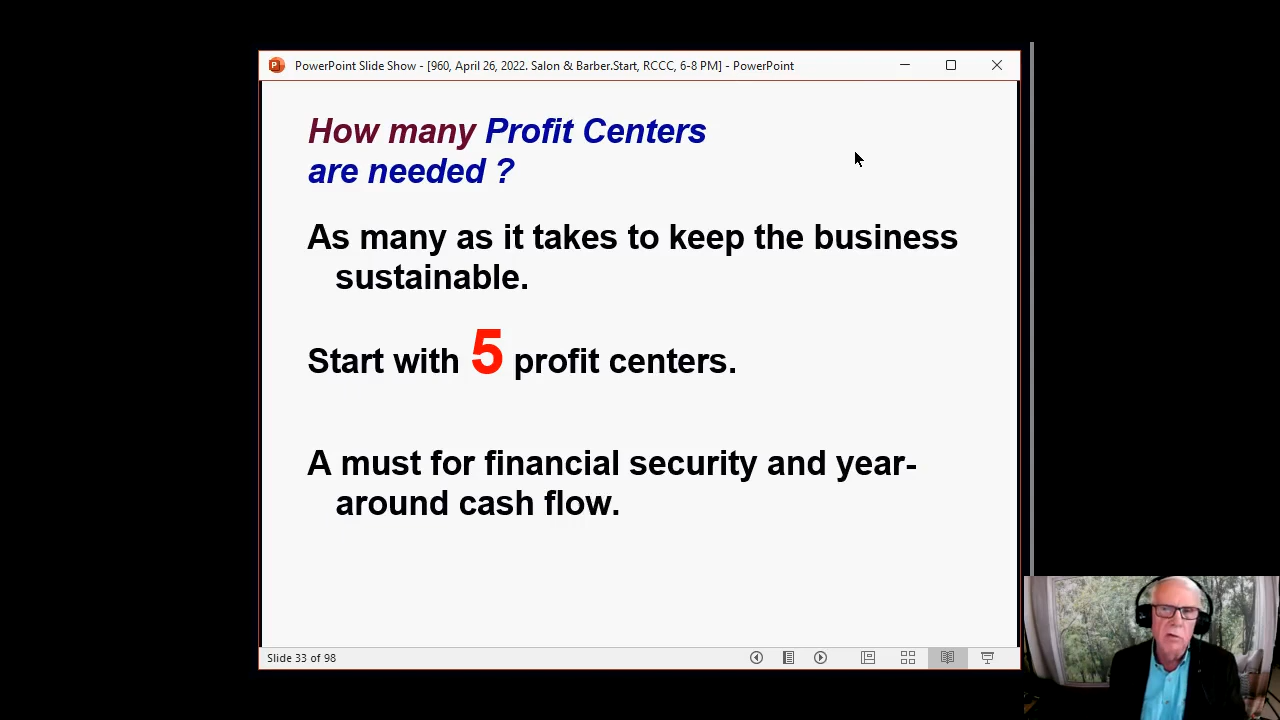 PowerPoint Slide Show - [960, April 26, 2022. Salon & Barber.Start, RCCC, 6-8 PM] - PowerPoint
How many Profit Centers
are needed ?
As many as it takes to keep the business
sustainable.
Start with 5 profit centers.
A must for financial security and year-
around cash flow.
Slide 33 of 98